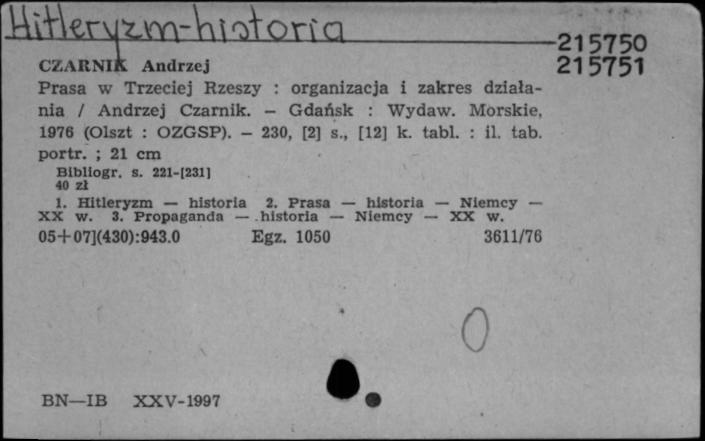 Hitleryzm-historia
215750
215751
CZARNIK Andrzej
Prasa w Trzeciej Rzeszy : organizacja i zakres działa-
nia / Andrzej Czarnik. – Gdańsk : Wydaw. Morskie,
1976 (Olszt : OZGSP). – 230, [2] s., [12] k. tabl. : il. tab.
portr. ; 21 cm
Bibliogr. s. 221-[231]
40 zł
1. Hitleryzm — historia 2. Prasa — historia — Niemcy —
XX w. 3. Propaganda — historia — Niemcy — XX w.
05+07](430):943.0 Egz. 1050 3611/76
BN—IB XXV-1997